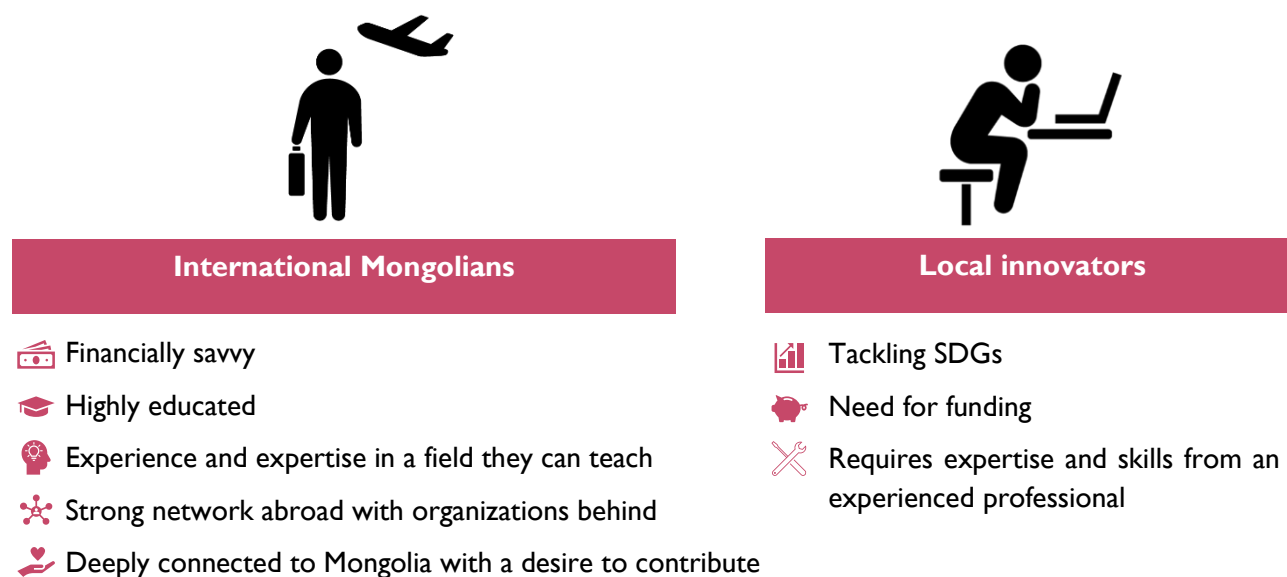 International Mongolians
Financially savvy
Highly educated
Experience and expertise in a field they can teach
Strong network abroad with organizations behind
Deeply connected to Mongolia with a desire to contribute
Local innovators
Tackling SDGs
Need for funding
Requires expertise and skills from an
experienced professional